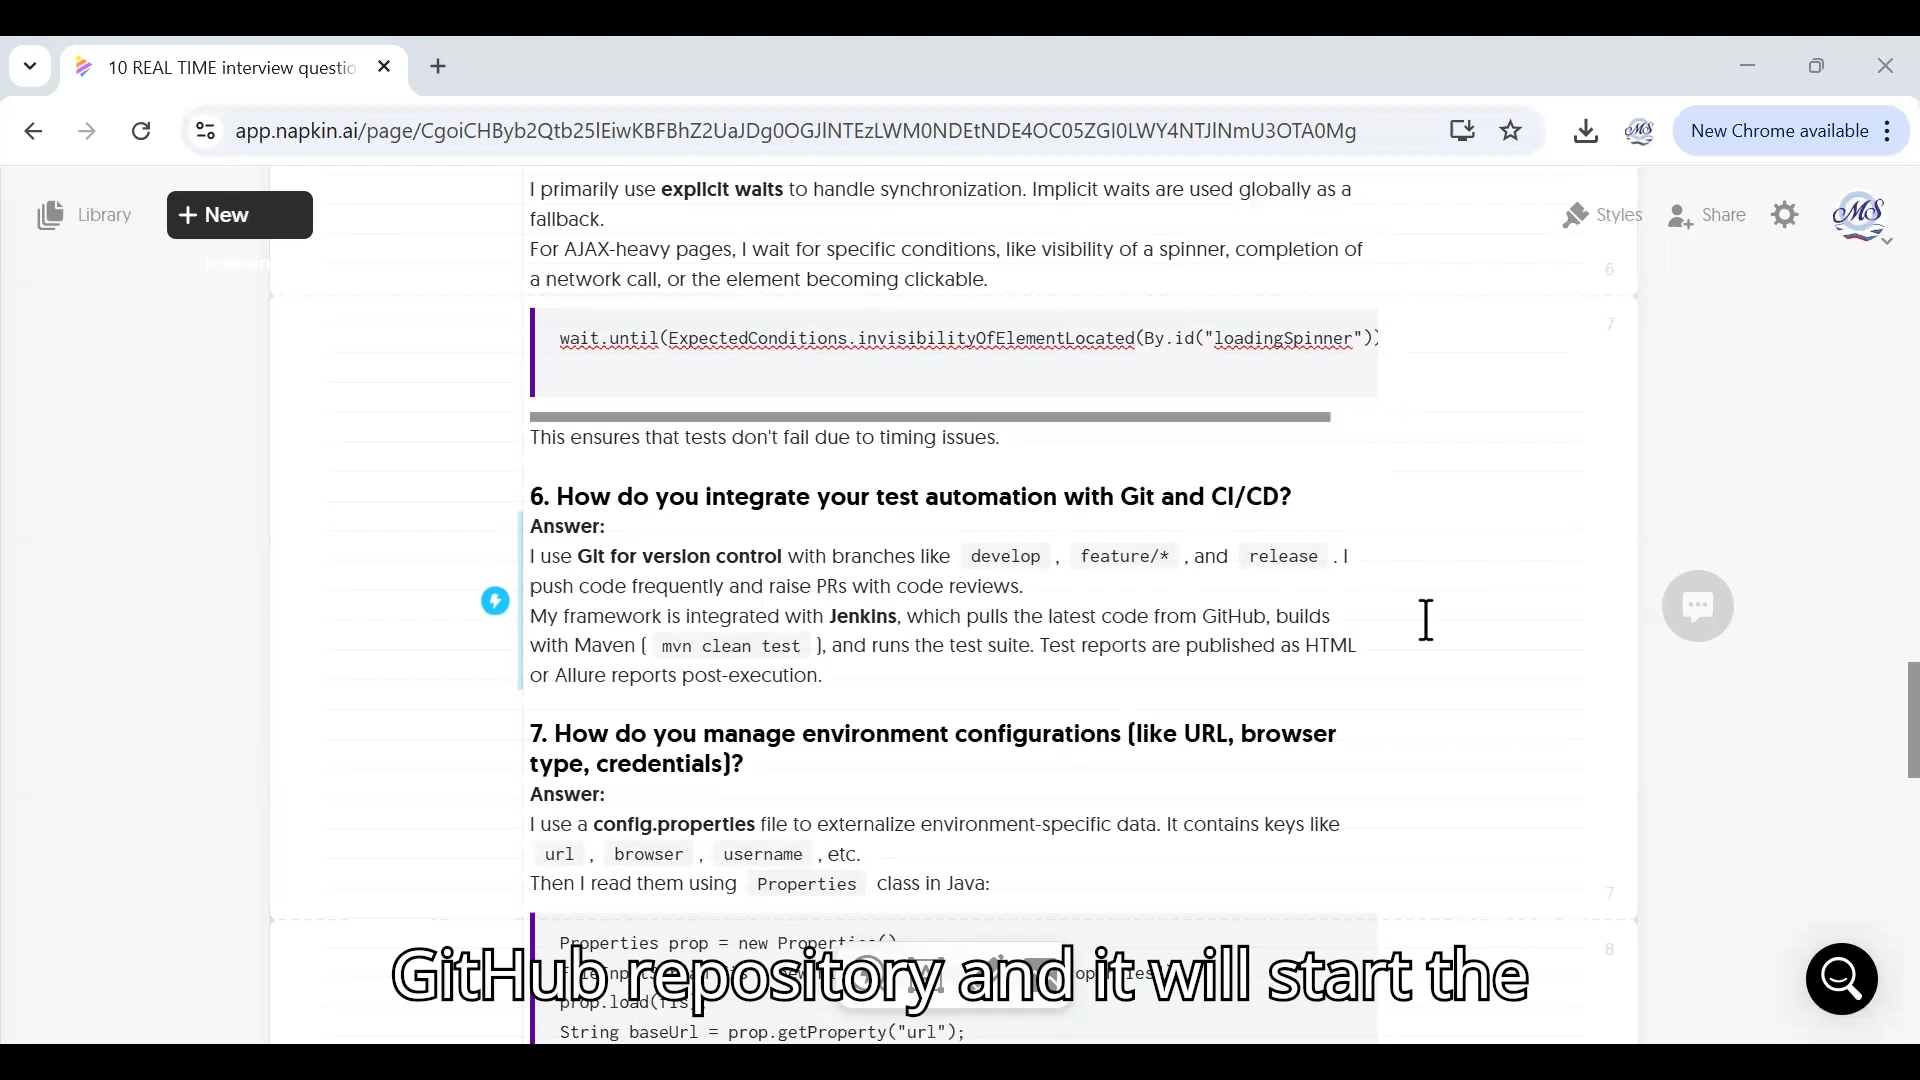 10 REAL TIME interview questio
app.napkin.ai/page/CgoiCHByb2Qtb25lEiwKBFBhZ2UaJDg0OGJlNTEzLWM0NDEtNDE4OC05ZGI0LWY4NTJlNmU3OTA0Mg
New Chrome available
Library
+ New
Styles
Share
MS
I primarily use explicit waits to handle synchronization. Implicit waits are used globally as a
fallback.
For AJAX-heavy pages, I wait for specific conditions, like visibility of a spinner, completion of
a network call, or the element becoming clickable.
6
7
wait.until(ExpectedConditions.invisibilityOfElementLocated(By.id("loadingSpinner"))
This ensures that tests don't fail due to timing issues.
6. How do you integrate your test automation with Git and CI/CD?
Answer:
I use Git for version control with branches like develop , feature/* , and release . I
push code frequently and raise PRs with code reviews.
My framework is integrated with Jenkins, which pulls the latest code from GitHub, builds
with Maven ( mvn clean test ), and runs the test suite. Test reports are published as HTML
or Allure reports post-execution.
7. How do you manage environment configurations (like URL, browser
type, credentials)?
Answer:
I use a config.properties file to externalize environment-specific data. It contains keys like
url , browser , username , etc.
Then I read them using Properties class in Java:
7
8
Properties prop = new Properties()
prop.load(fis)
String baseUrl = prop.getProperty("url");
GitHub repository and it will start the